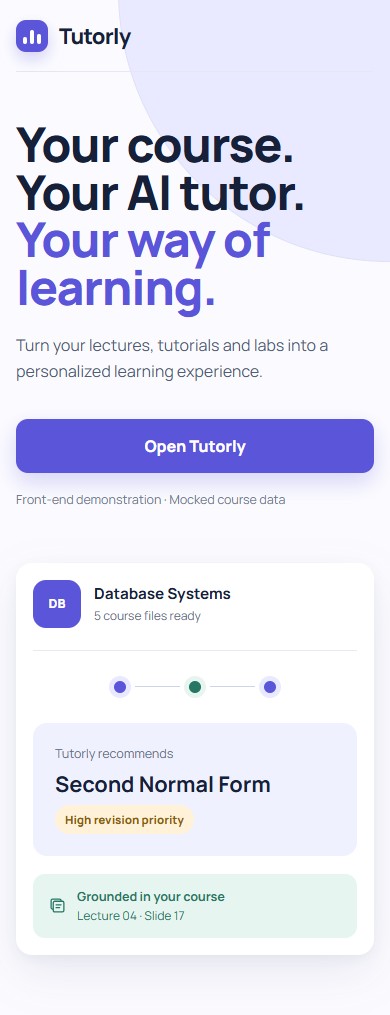 Tutorly
Your course.
Your AI tutor.
Your way of
learning.
Turn your lectures, tutorials and labs into a
personalized learning experience.
Open Tutorly
Front-end demonstration · Mocked course data
DB
Database Systems
5 course files ready
Tutorly recommends
Second Normal Form
High revision priority
Grounded in your course
Lecture 04 · Slide 17